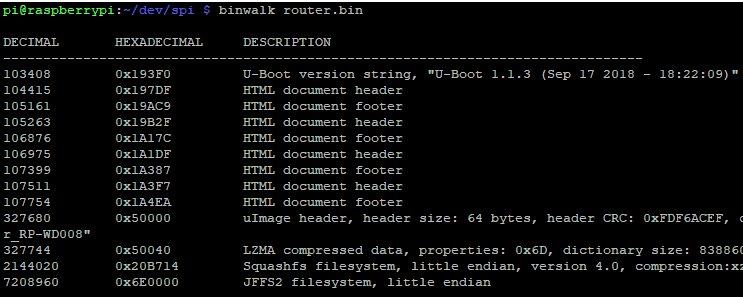 pi@raspberrypi:~/dev/spi $ binwalk router.bin
DECIMAL HEXADECIMAL DESCRIPTION
--------------------------------------------------------------------------------
103408 0x193F0 U-Boot version string, "U-Boot 1.1.3 (Sep 17 2018 - 18:22:09)"
104415 0x197DF HTML document header
105161 0x19AC9 HTML document footer
105263 0x19B2F HTML document header
106876 0x1A17C HTML document footer
106975 0x1A1DF HTML document header
107399 0x1A387 HTML document footer
107511 0x1A3F7 HTML document header
107754 0x1A4EA HTML document footer
327680 0x50000 uImage header, header size: 64 bytes, header CRC: 0xFDF6ACEF,
r_RP-WD008"
327744 0x50040 LZMA compressed data, properties: 0x6D, dictionary size: 838860
2144020 0x20B714 Squashfs filesystem, little endian, version 4.0, compression:xz
7208960 0x6E0000 JFFS2 filesystem, little endian